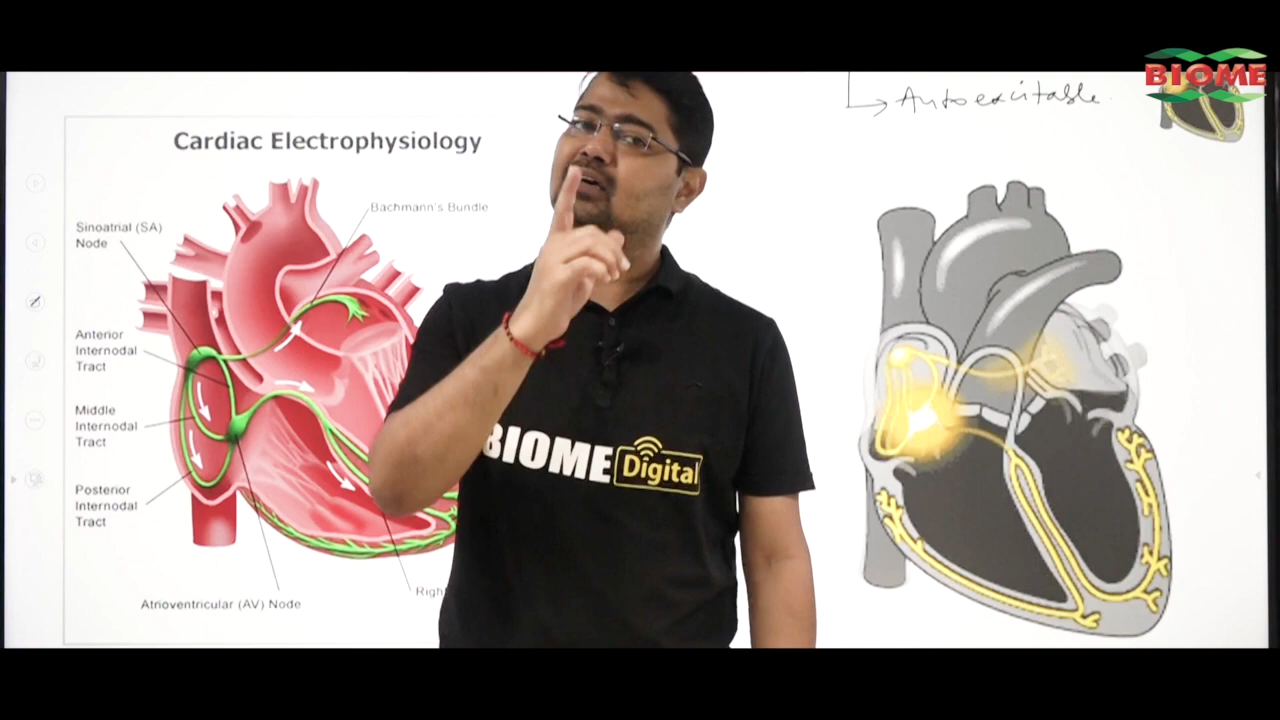 BIOME
Autoexcitable
Cardiac Electrophysiology
Bachmann's Bundle
Sinoatrial (SA)
Node
Anterior
Internodal
Tract
Middle
Internodal
Tract
Posterior
Internodal
Tract
Atrioventricular (AV) Node
Right
BIOME Digital